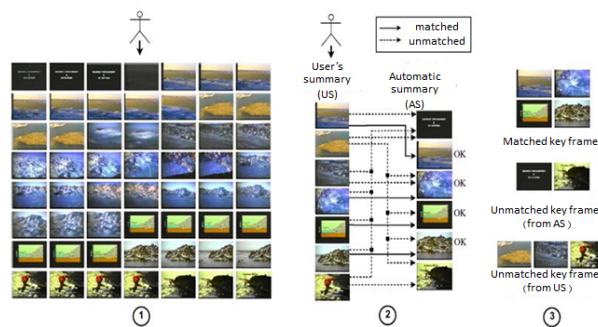 matched
unmatched
User's
summary
(US)
Automatic
summary
(AS)
OK
OK
OK
OK
Matched key frame
Unmatched key frame
(from AS)
Unmatched key frame
(from US)
1
2
3